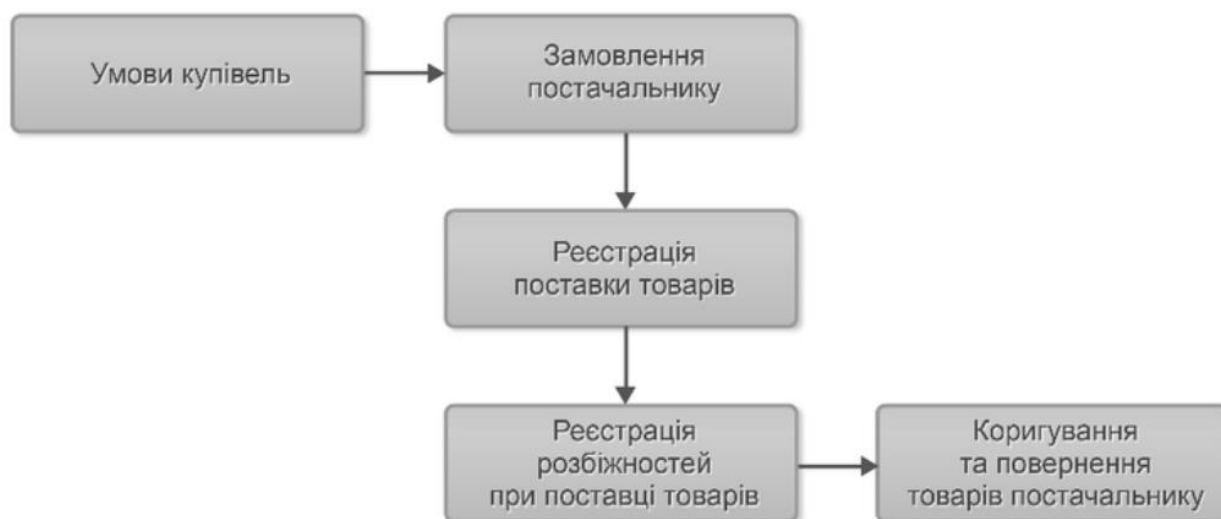 Умови купівель
Замовлення
постачальнику
Реєстрація
поставки товарів
Реєстрація
розбіжностей
при поставці товарів
Коригування
та повернення
товарів постачальнику